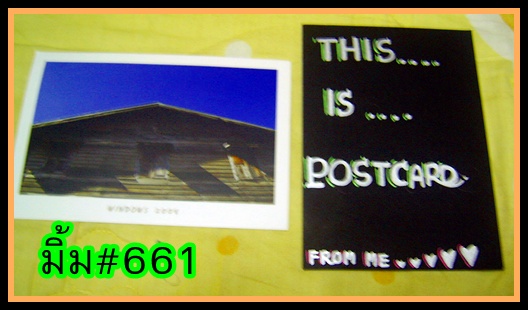 THIS....
IS ....
POSTCARD
FROM ME
มิ้ม#661